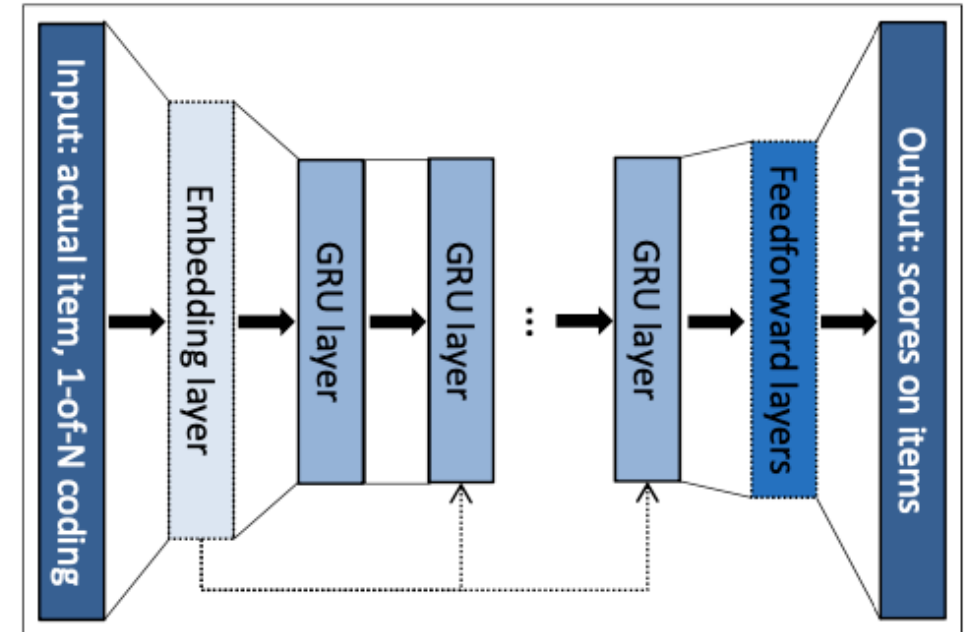 Input: actual item, 1-of-N coding
Embedding layer
GRU layer
GRU layer
...
GRU layer
Feedforward layers
Output: scores on items